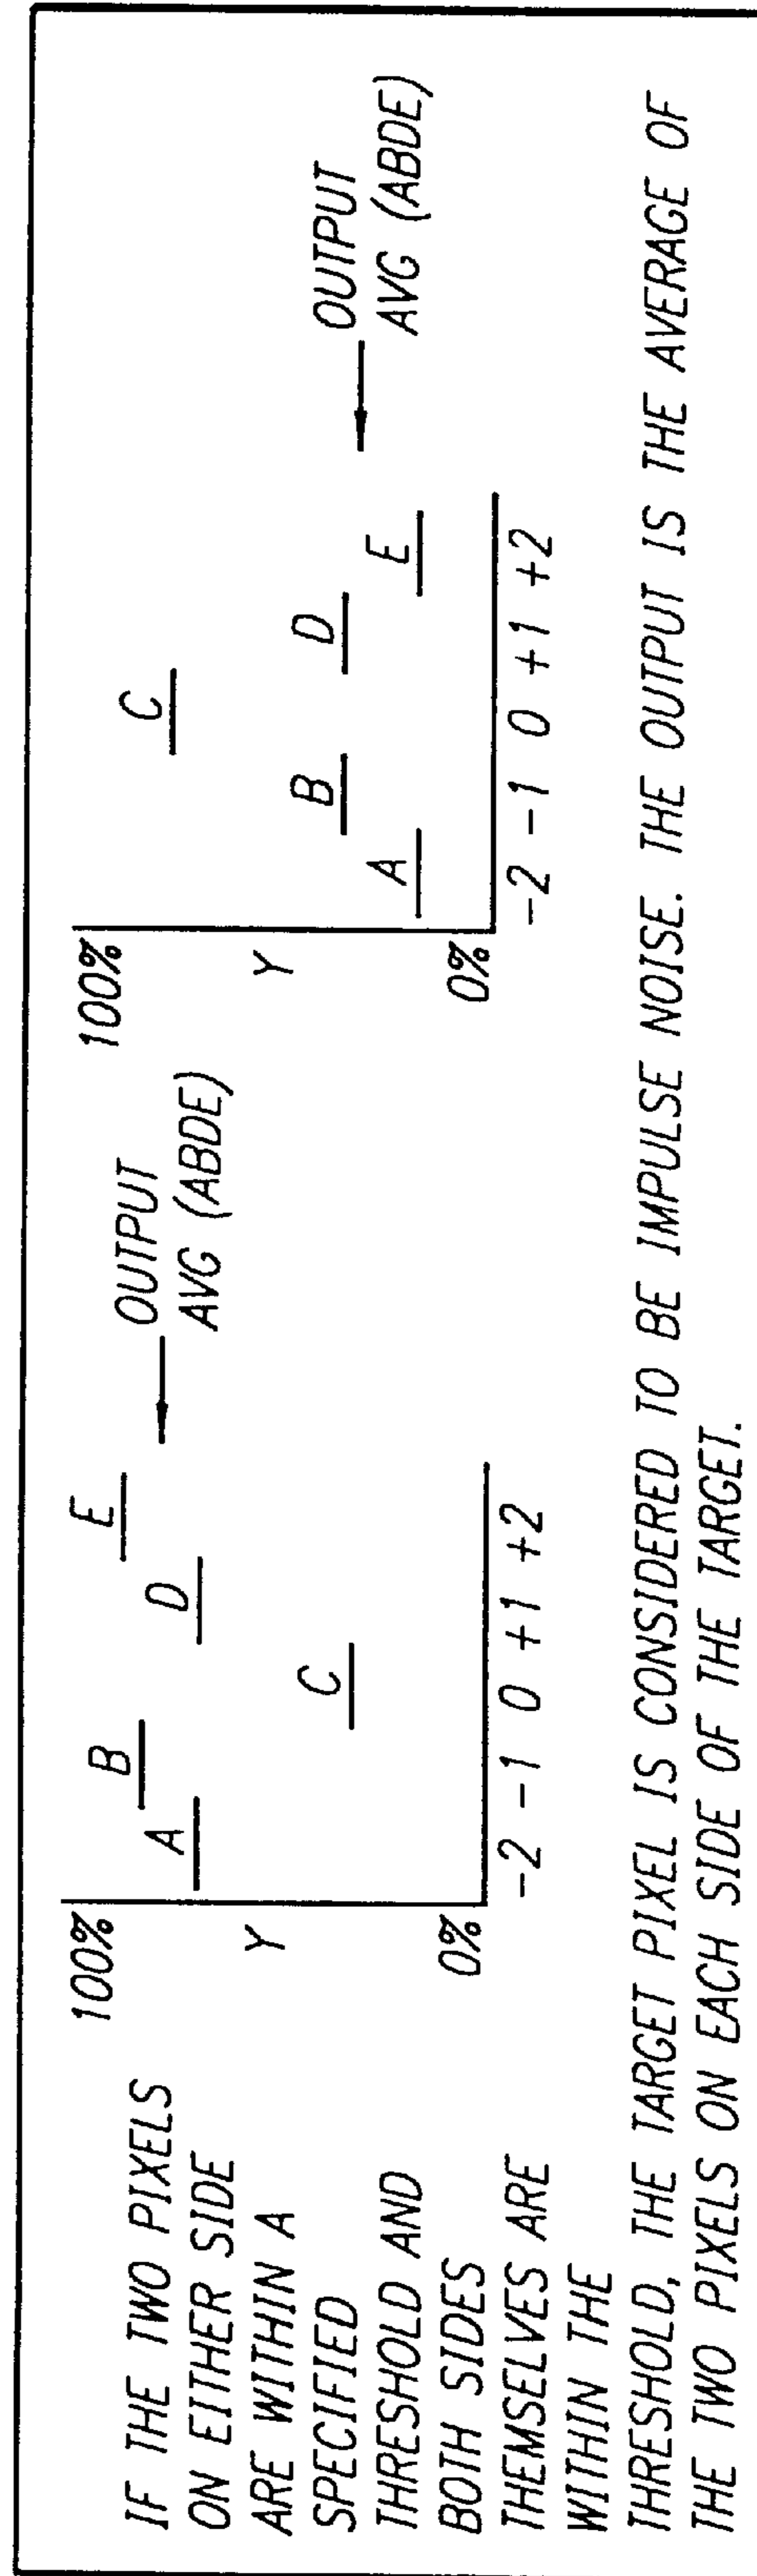 IF THE TWO PIXELS
ON EITHER SIDE
ARE WITHIN A
SPECIFIED
THRESHOLD AND
BOTH SIDES
THEMSELVES ARE
WITHIN THE
THRESHOLD, THE TARGET PIXEL IS CONSIDERED TO BE IMPULSE NOISE. THE OUTPUT IS THE AVERAGE OF
THE TWO PIXELS ON EACH SIDE OF THE TARGET.
100%
Y
0%
A
B
C
D
E
-2 -1 0 +1 +2
OUTPUT
AVG (ABDE)
100%
Y
0%
A
B
C
D
E
-2 -1 0 +1 +2
OUTPUT
AVG (ABDE)